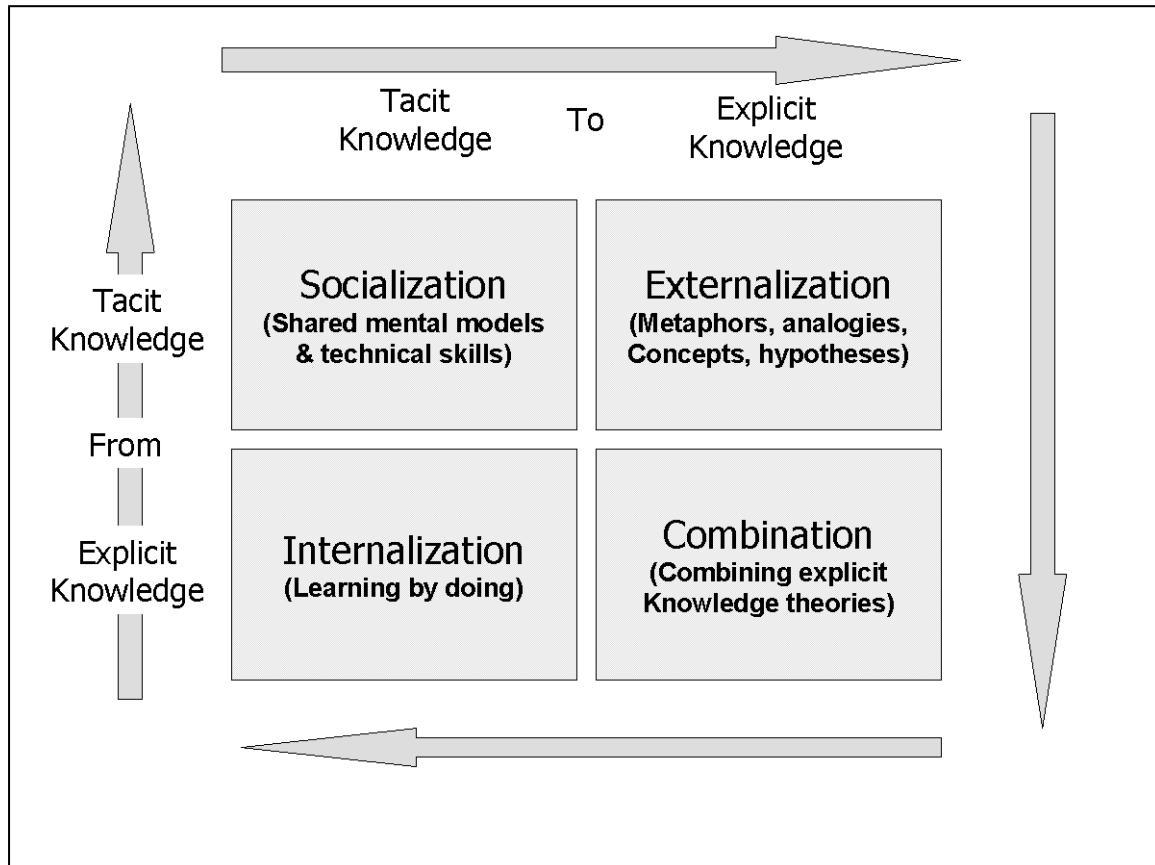 Tacit
Knowledge
To
Explicit
Knowledge
Tacit
Knowledge
From
Explicit
Knowledge
Socialization
(Shared mental models
& technical skills)
Externalization
(Metaphors, analogies,
Concepts, hypotheses)
Internalization
(Learning by doing)
Combination
(Combining explicit
Knowledge theories)